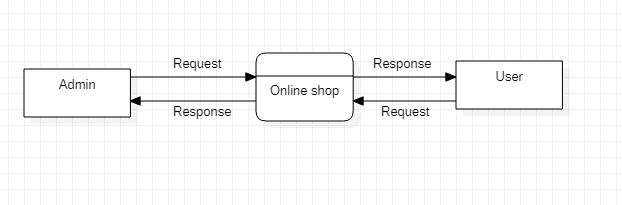 Request
Response
Admin
User
Online shop
Response
Request